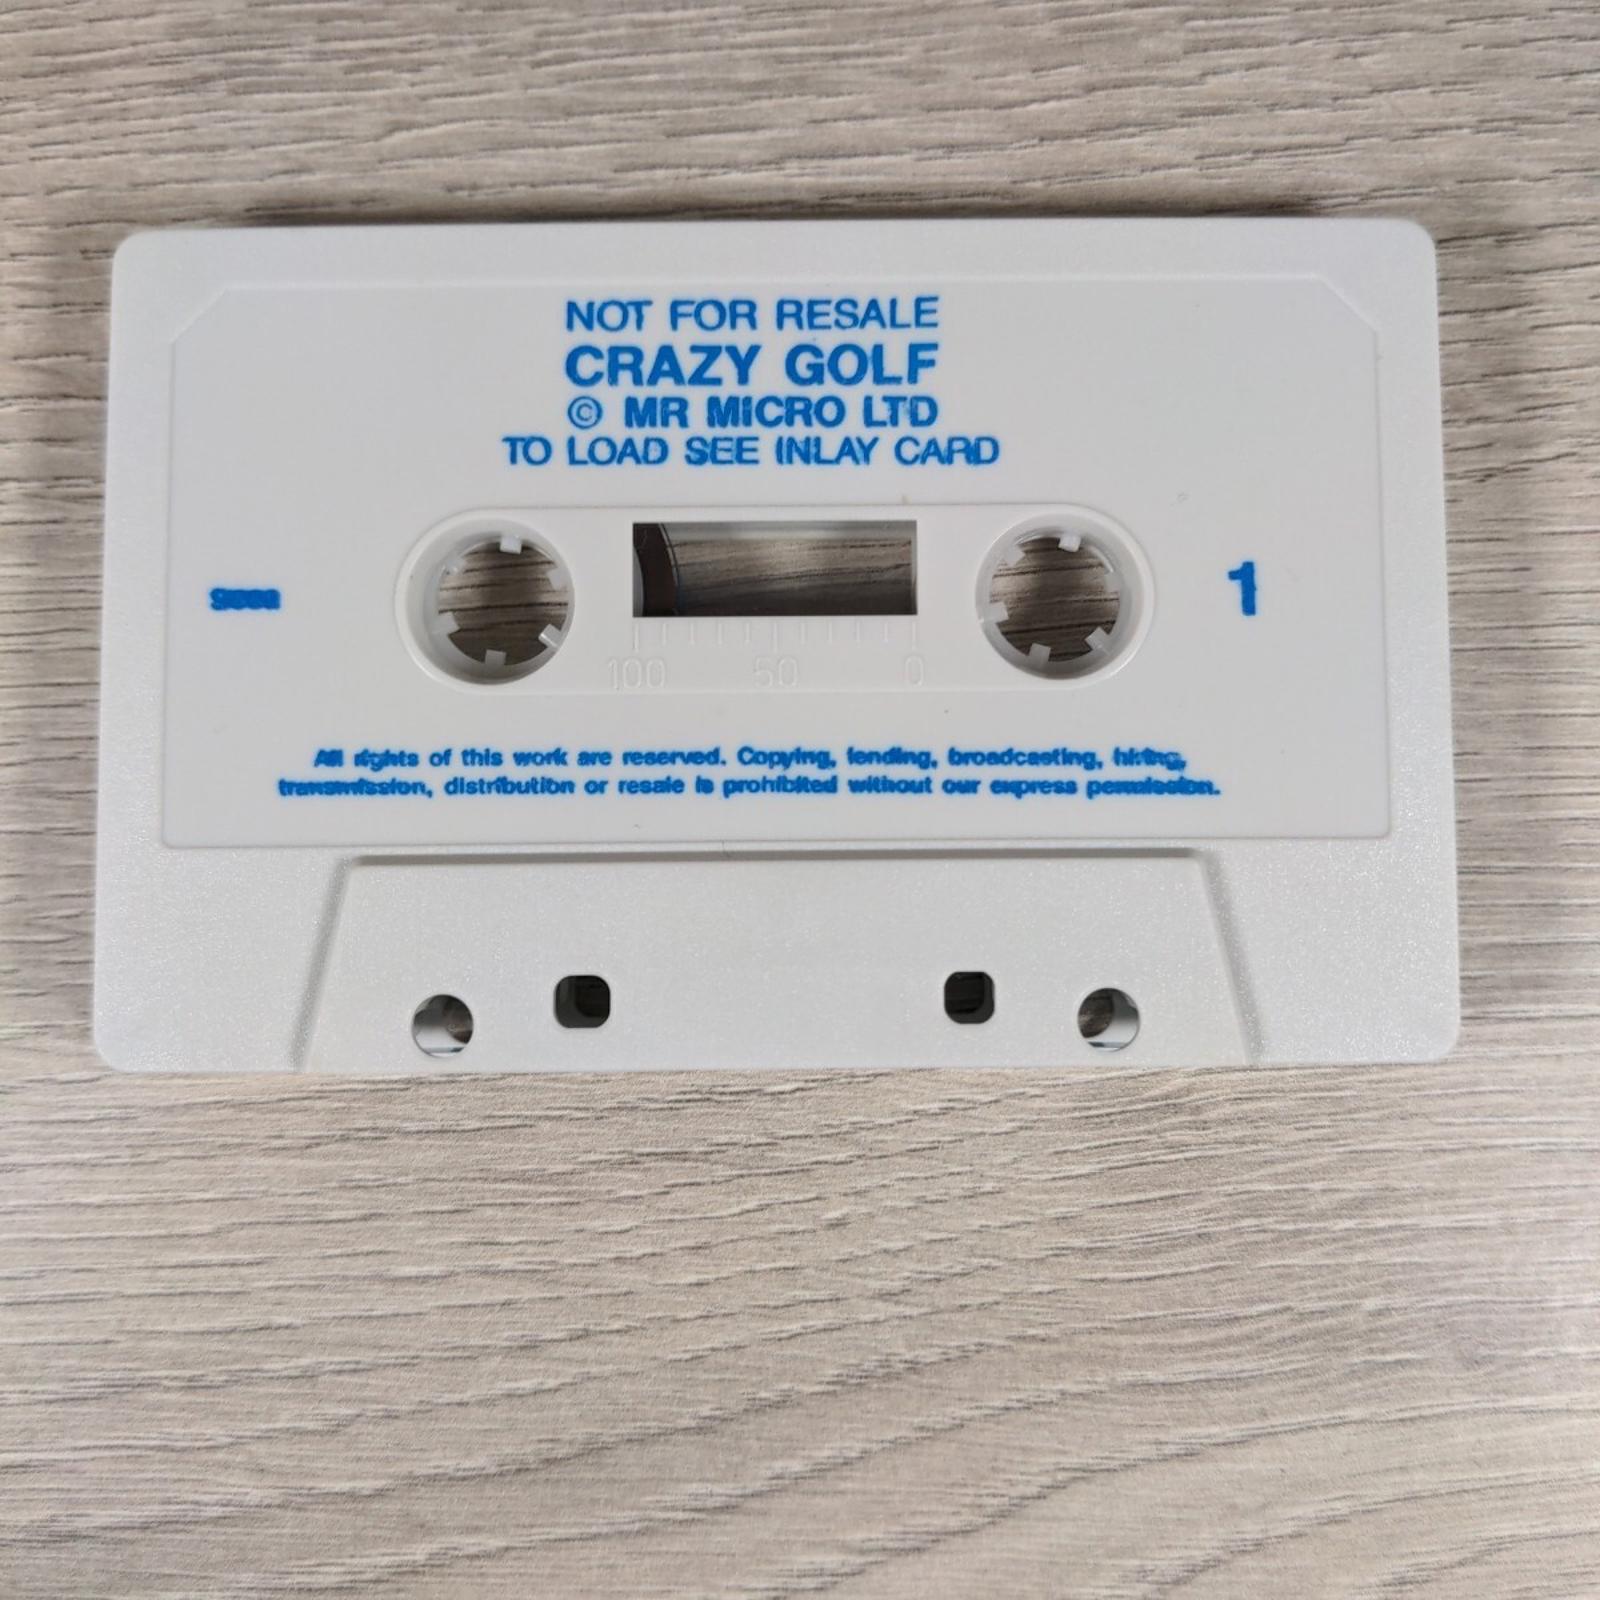 NOT FOR RESALE
CRAZY GOLF
© MR MICRO LTD
TO LOAD SEE INLAY CARD
1
100 50 0
All rights of this work are reserved. Copying, lending, broadcasting, hiring,
transmission, distribution or resale is prohibited without our express permission.